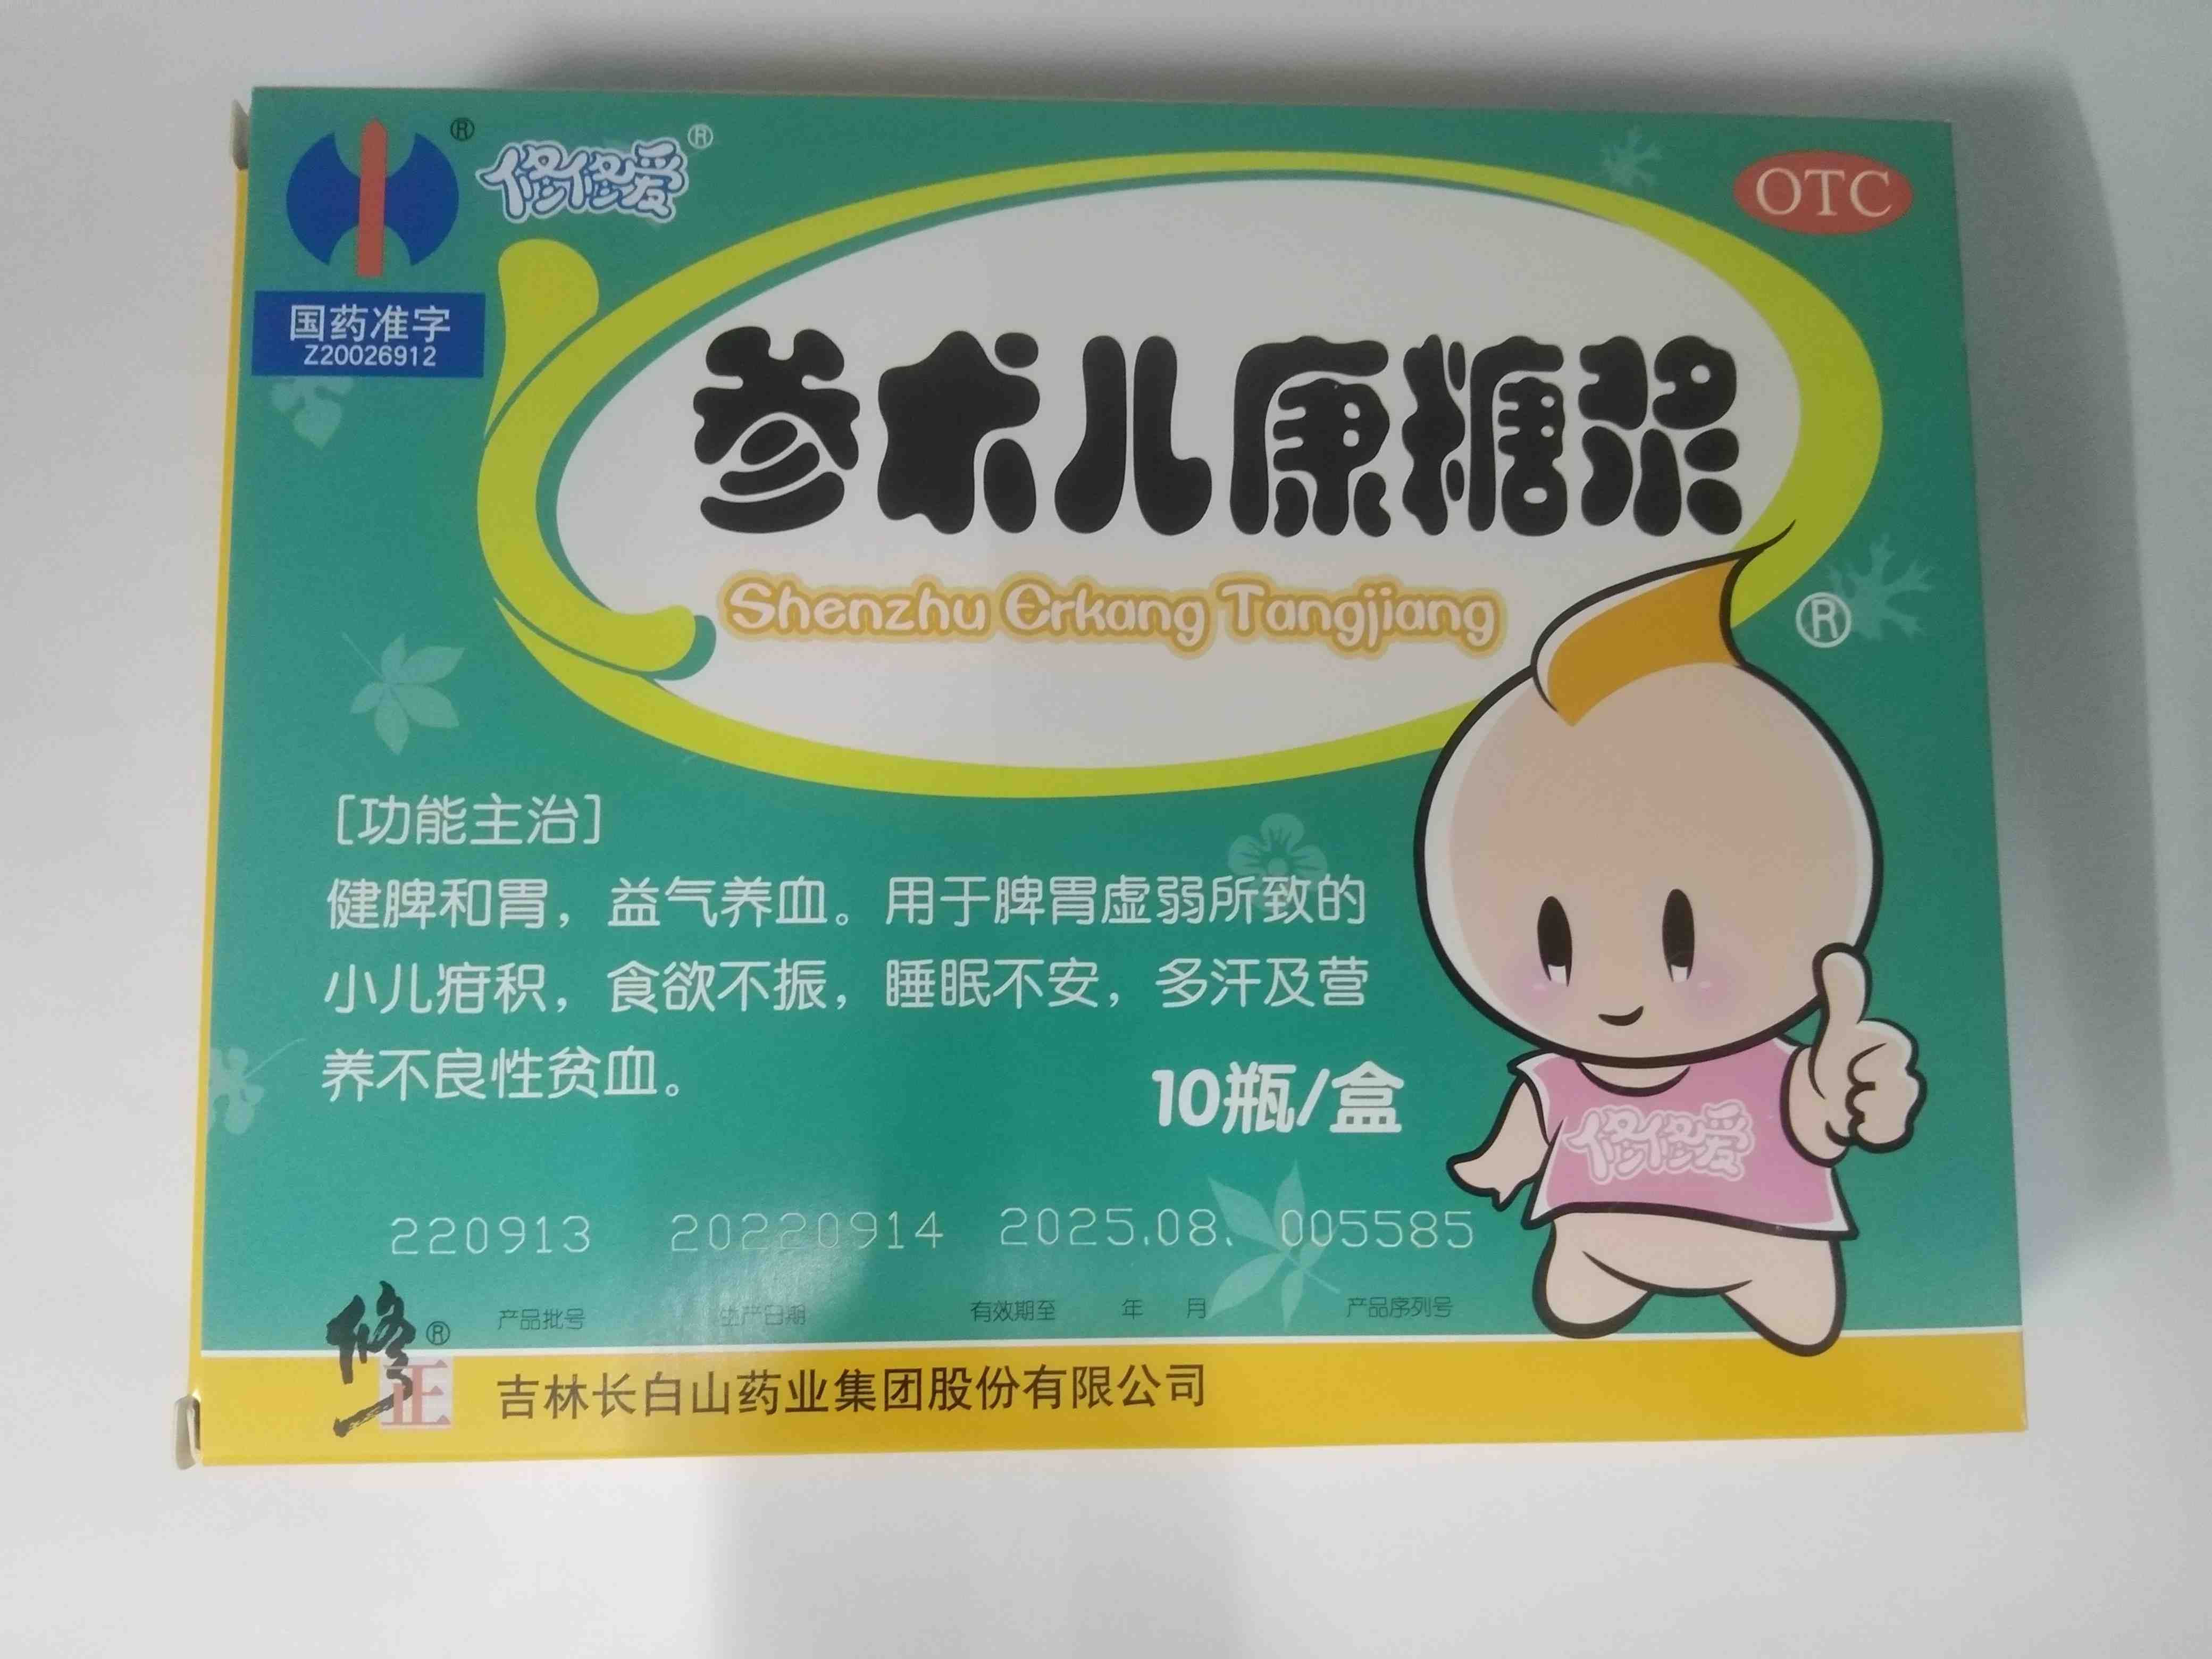 修修爱®
OTC
国药准字
Z20026912
参术儿康糖浆
Shenzhu Erkang Tangjiang
®
[功能主治]
健脾和胃，益气养血。用于脾胃虚弱所致的
小儿疳积，食欲不振，睡眠不安，多汗及营
养不良性贫血。
10瓶/盒
修修爱
220913 20220914 2025.08. 005585
产品批号 生产日期 有效期至 年 月 产品序列号
修正®
吉林长白山药业集团股份有限公司